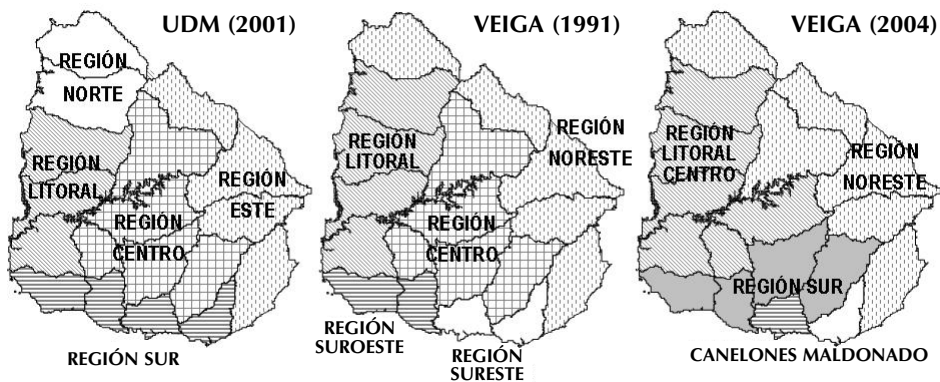 UDM (2001)
REGIÓN
NORTE
REGIÓN
LITORAL
REGIÓN
ESTE
REGIÓN
CENTRO
REGIÓN SUR
VEIGA (1991)
REGIÓN
LITORAL
REGIÓN
NORESTE
REGIÓN
CENTRO
REGIÓN
SUROESTE
REGIÓN
SURESTE
VEIGA (2004)
REGIÓN
LITORAL
CENTRO
REGIÓN
NORESTE
REGIÓN SUR
CANELONES MALDONADO